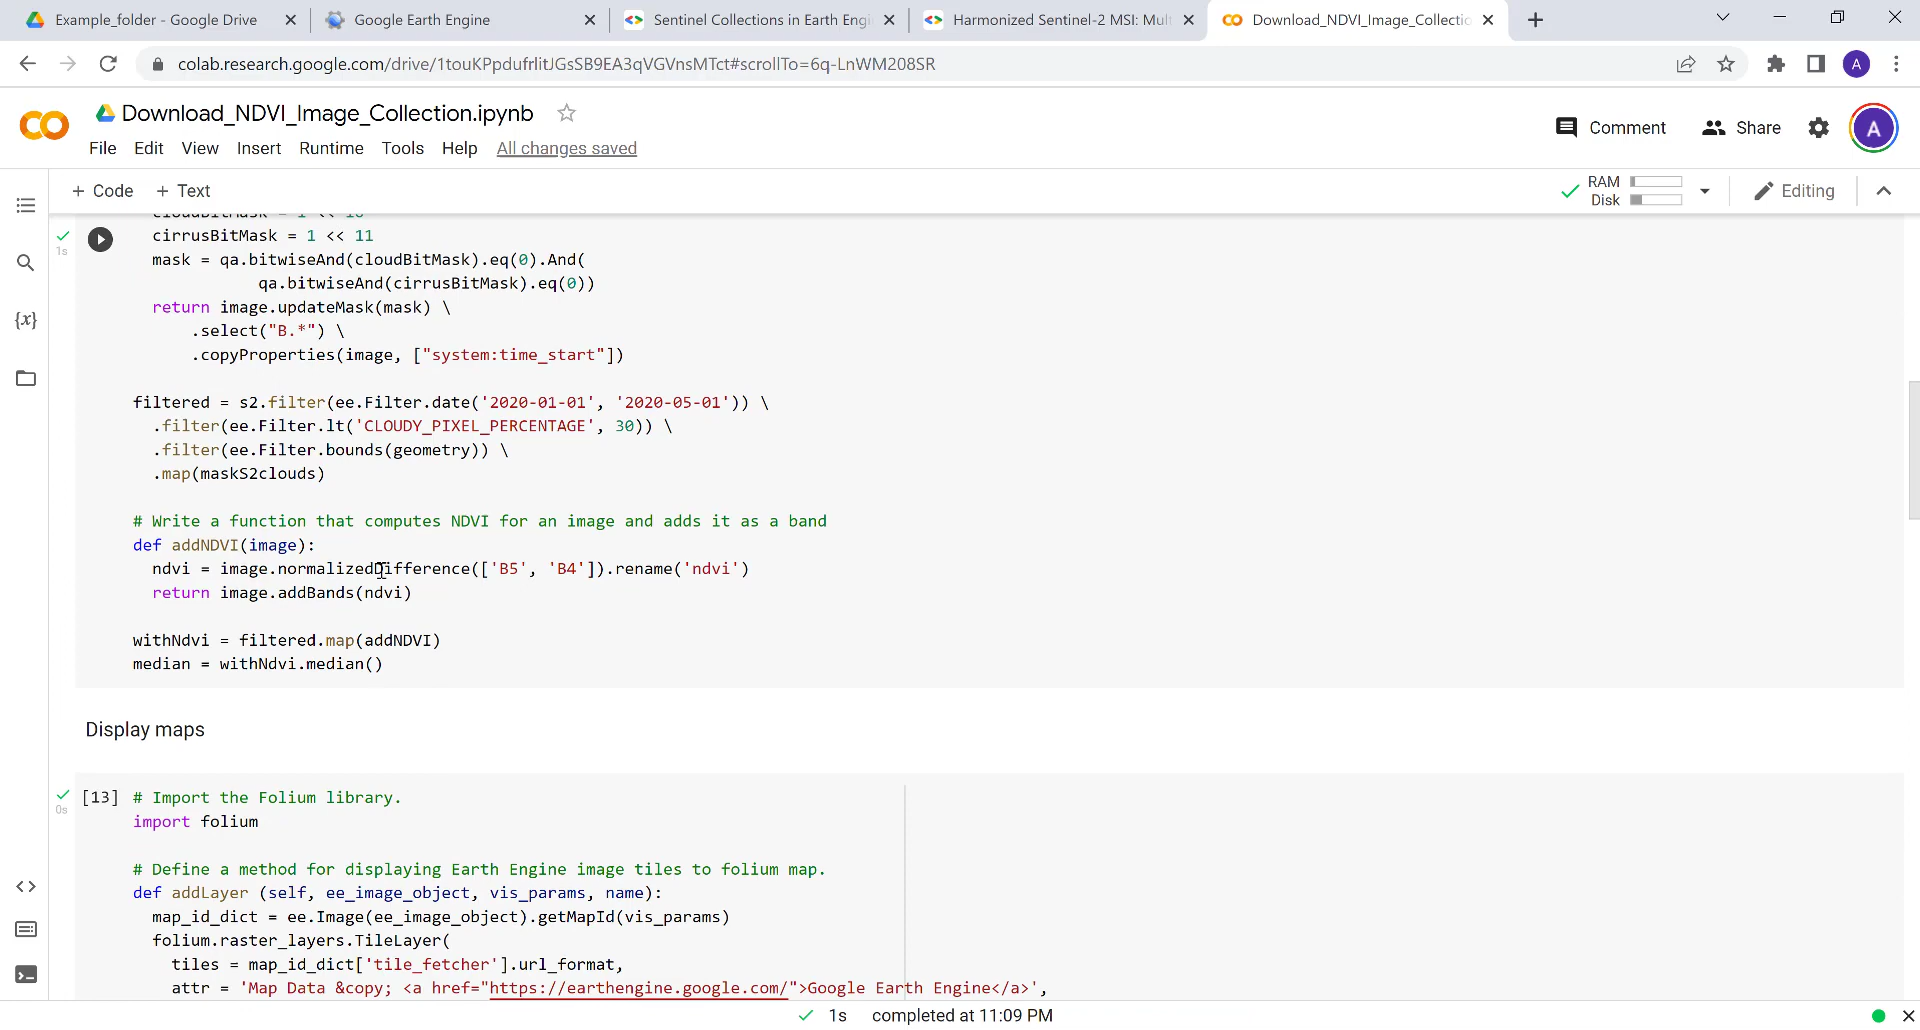 Example_folder - Google Drive
Google Earth Engine
Sentinel Collections in Earth Engi
Harmonized Sentinel-2 MSI: Mult
Download_NDVI_Image_Collectio
colab.research.google.com/drive/1touKPpdufrlitJGsSB9EA3qVGVnsMTct#scrollTo=6q-LnWM208SR
A
Download_NDVI_Image_Collection.ipynb
Comment
Share
A
File Edit View Insert Runtime Tools Help All changes saved
+ Code + Text
RAM
Disk
Editing
cloudBitMask = 1 << 10
cirrusBitMask = 1 << 11
1s
mask = qa.bitwiseAnd(cloudBitMask).eq(0).And(
qa.bitwiseAnd(cirrusBitMask).eq(0))
return image.updateMask(mask) \
.select("B.*") \
.copyProperties(image, ["system:time_start"])
filtered = s2.filter(ee.Filter.date('2020-01-01', '2020-05-01')) \
.filter(ee.Filter.lt('CLOUDY_PIXEL_PERCENTAGE', 30)) \
.filter(ee.Filter.bounds(geometry)) \
.map(maskS2clouds)
# Write a function that computes NDVI for an image and adds it as a band
def addNDVI(image):
ndvi = image.normalizedDifference(['B5', 'B4']).rename('ndvi')
return image.addBands(ndvi)
withNdvi = filtered.map(addNDVI)
median = withNdvi.median()
Display maps
[13] # Import the Folium library.
0s
import folium
# Define a method for displaying Earth Engine image tiles to folium map.
def addLayer (self, ee_image_object, vis_params, name):
map_id_dict = ee.Image(ee_image_object).getMapId(vis_params)
folium.raster_layers.TileLayer(
tiles = map_id_dict['tile_fetcher'].url_format,
attr = 'Map Data &copy; <a href="https://earthengine.google.com/">Google Earth Engine</a>',
1s completed at 11:09 PM